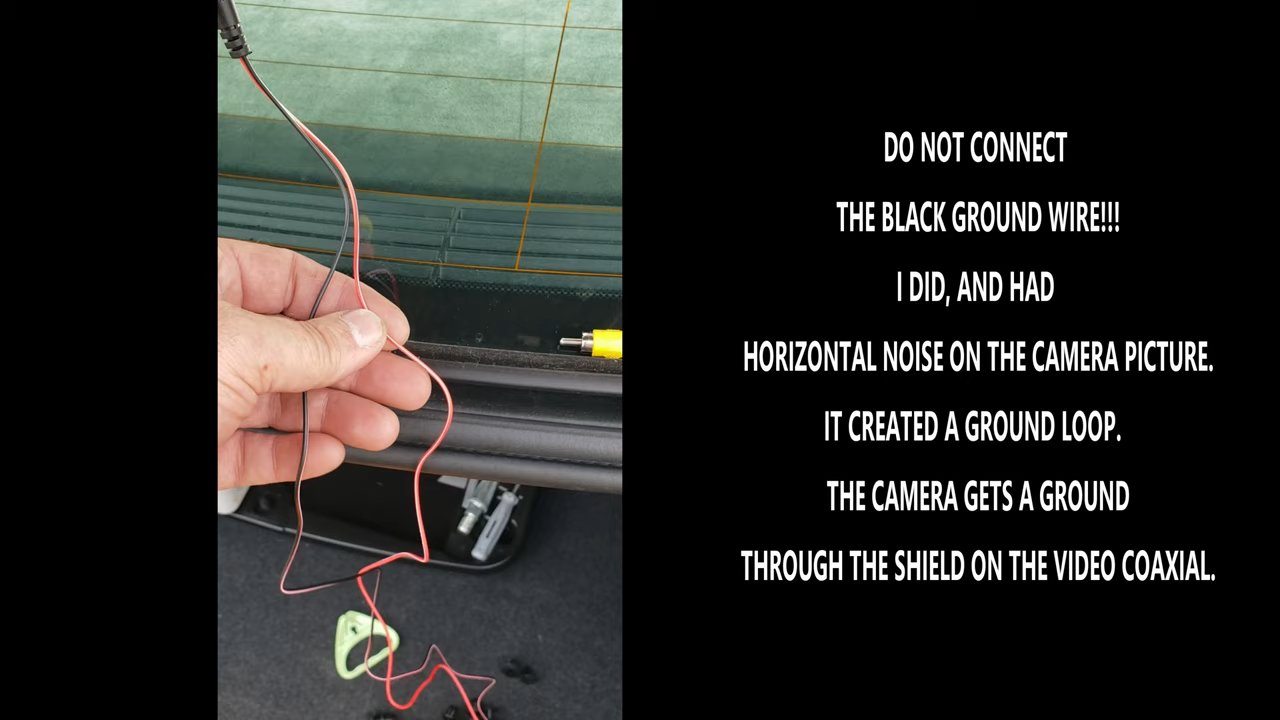 DO NOT CONNECT
THE BLACK GROUND WIRE!!!
I DID, AND HAD
HORIZONTAL NOISE ON THE CAMERA PICTURE.
IT CREATED A GROUND LOOP.
THE CAMERA GETS A GROUND
THROUGH THE SHIELD ON THE VIDEO COAXIAL.